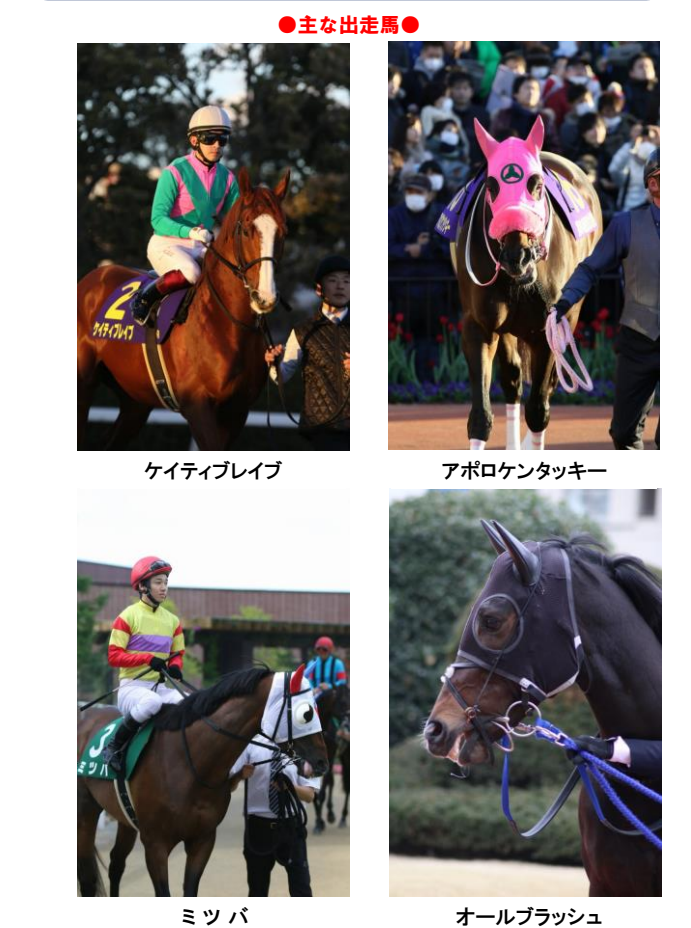 ●主な出走馬●
2
ケイティブレイブ
ケイティブレイブ
アポロケンタッキー
3
ミツバ
ミ ツ バ
オールブラッシュ